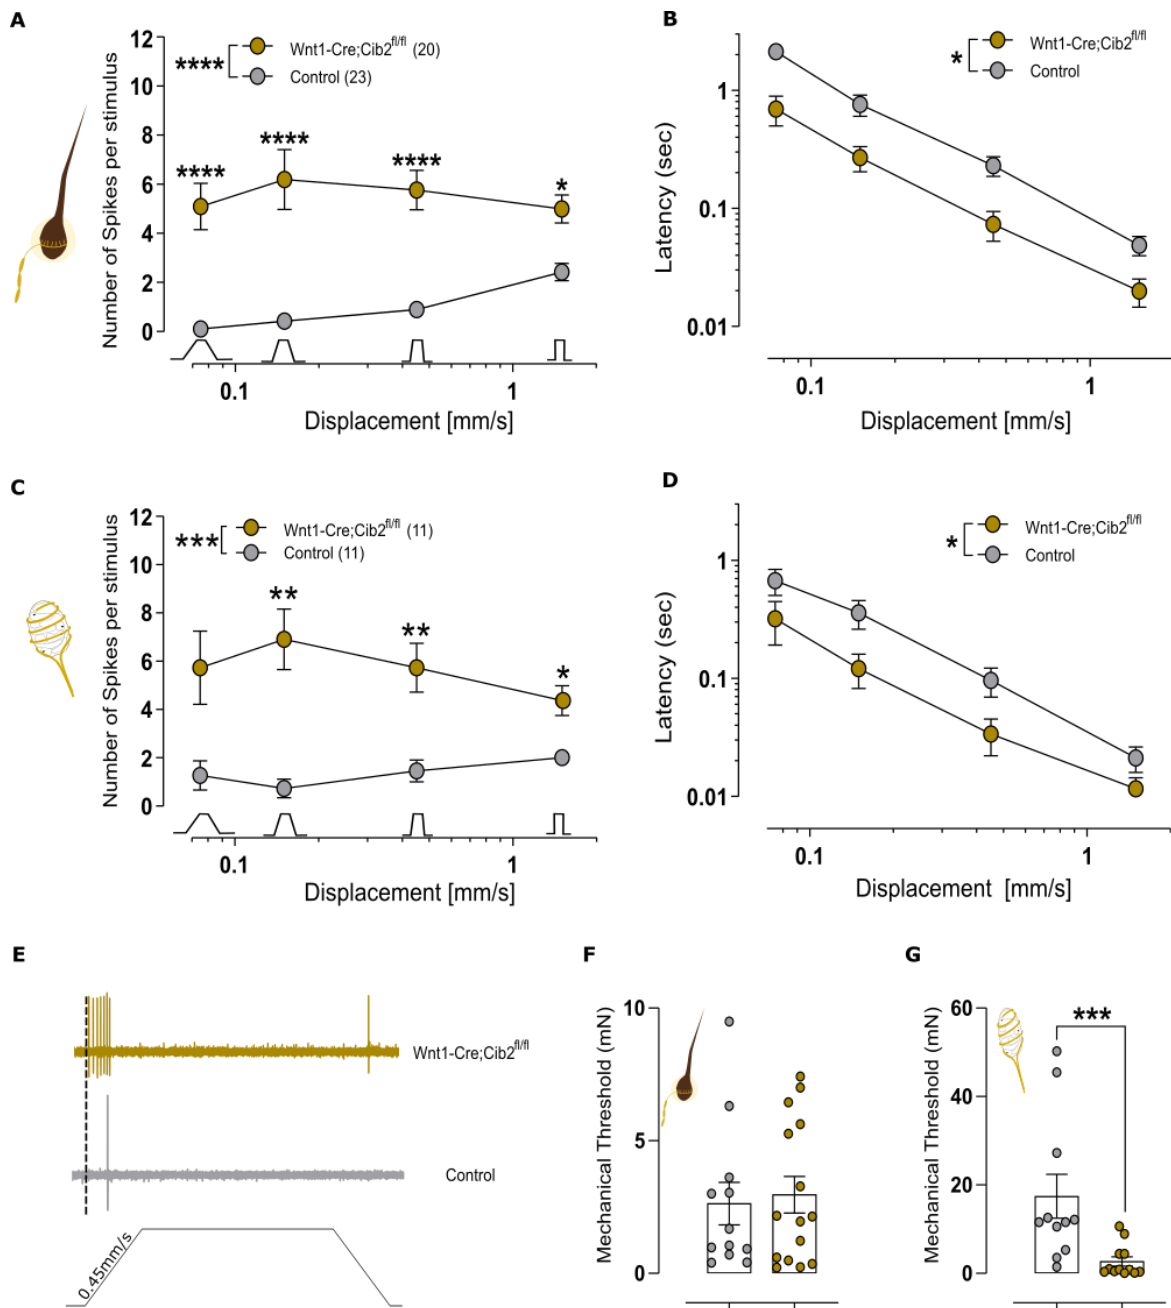 A
Number of Spikes per stimulus
12
10
8
6
4
2
0
**** Wnt1-Cre;Cib2fl/fl (20)
Control (23)
**** **** **** *
0.1 1
Displacement [mm/s]
B
Latency (sec)
1
0.1
0.01
* Wnt1-Cre;Cib2fl/fl
Control
0.1 1
Displacement [mm/s]
C
Number of Spikes per stimulus
12
10
8
6
4
2
0
*** Wnt1-Cre;Cib2fl/fl (11)
Control (11)
** ** *
0.1 1
Displacement [mm/s]
D
Latency (sec)
1
0.1
0.01
* Wnt1-Cre;Cib2fl/fl
Control
0.1 1
Displacement [mm/s]
E
Wnt1-Cre;Cib2fl/fl
Control
0.45mm/s
F
Mechanical Threshold (mN)
10
5
0
G
Mechanical Threshold (mN)
60
40
20
0
***